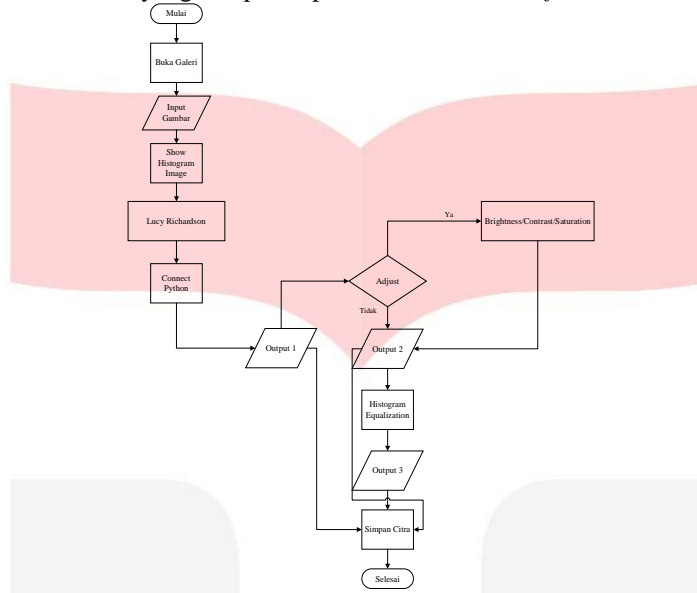 Mulai
Buka Galeri
Input
Gambar
Show
Histogram
Image
Lucy Richardson
Ya
Brightness/Contrast/Saturation
Connect
Python
Adjust
Tidak
Output 1
Output 2
Histogram
Equalization
Output 3
Simpan Citra
Selesai